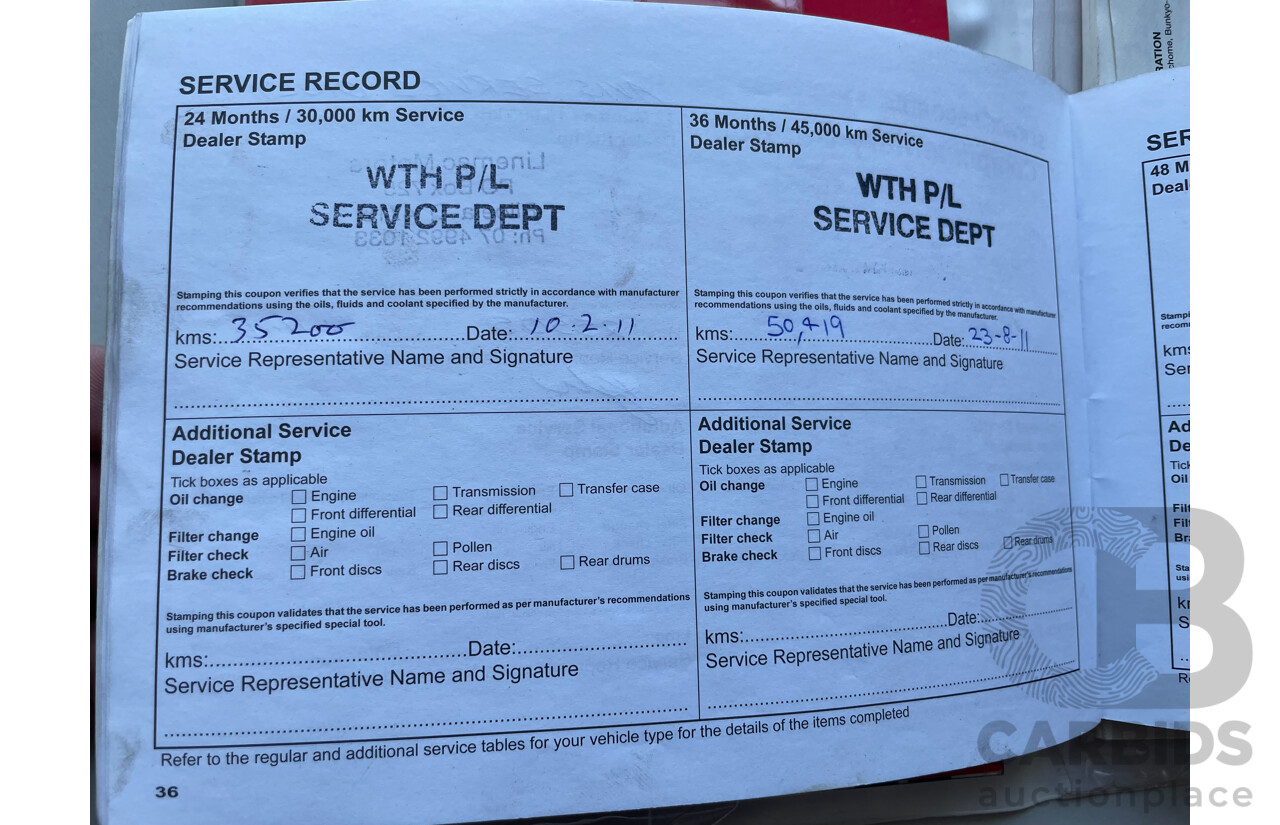 SERVICE RECORD
24 Months / 30,000 km Service
Dealer Stamp
WTH P/L
SERVICE DEPT
Stamping this coupon verifies that the service has been performed strictly in accordance with manufacturer
recommendations using the oils, fluids and coolant specified by the manufacturer.
kms: 35200 Date: 10.2.11
Service Representative Name and Signature
Additional Service
Dealer Stamp
Tick boxes as applicable
Oil change Engine Transmission Transfer case
Front differential Rear differential
Filter change Engine oil
Filter check Air Pollen
Brake check Front discs Rear discs Rear drums
Stamping this coupon validates that the service has been performed as per manufacturer's recommendations
using manufacturer's specified special tool.
kms: Date:
Service Representative Name and Signature
36 Months / 45,000 km Service
Dealer Stamp
WTH P/L
SERVICE DEPT
Stamping this coupon verifies that the service has been performed strictly in accordance with manufacturer
recommendations using the oils, fluids and coolant specified by the manufacturer.
kms: 50,419 Date: 23-8-11
Service Representative Name and Signature
Additional Service
Dealer Stamp
Tick boxes as applicable
Oil change Engine Transmission Transfer case
Front differential Rear differential
Filter change Engine oil
Filter check Air Pollen
Brake check Front discs Rear discs Rear drums
Stamping this coupon validates that the service has been performed as per manufacturer's recommendations
using manufacturer's specified special tool.
kms: Date:
Service Representative Name and Signature
Refer to the regular and additional service tables for your vehicle type for the details of the items completed
36
SER
48 M
Deal
kms
Ser
Ad
De
Tick
Oil
CARBIDS
auctionplace